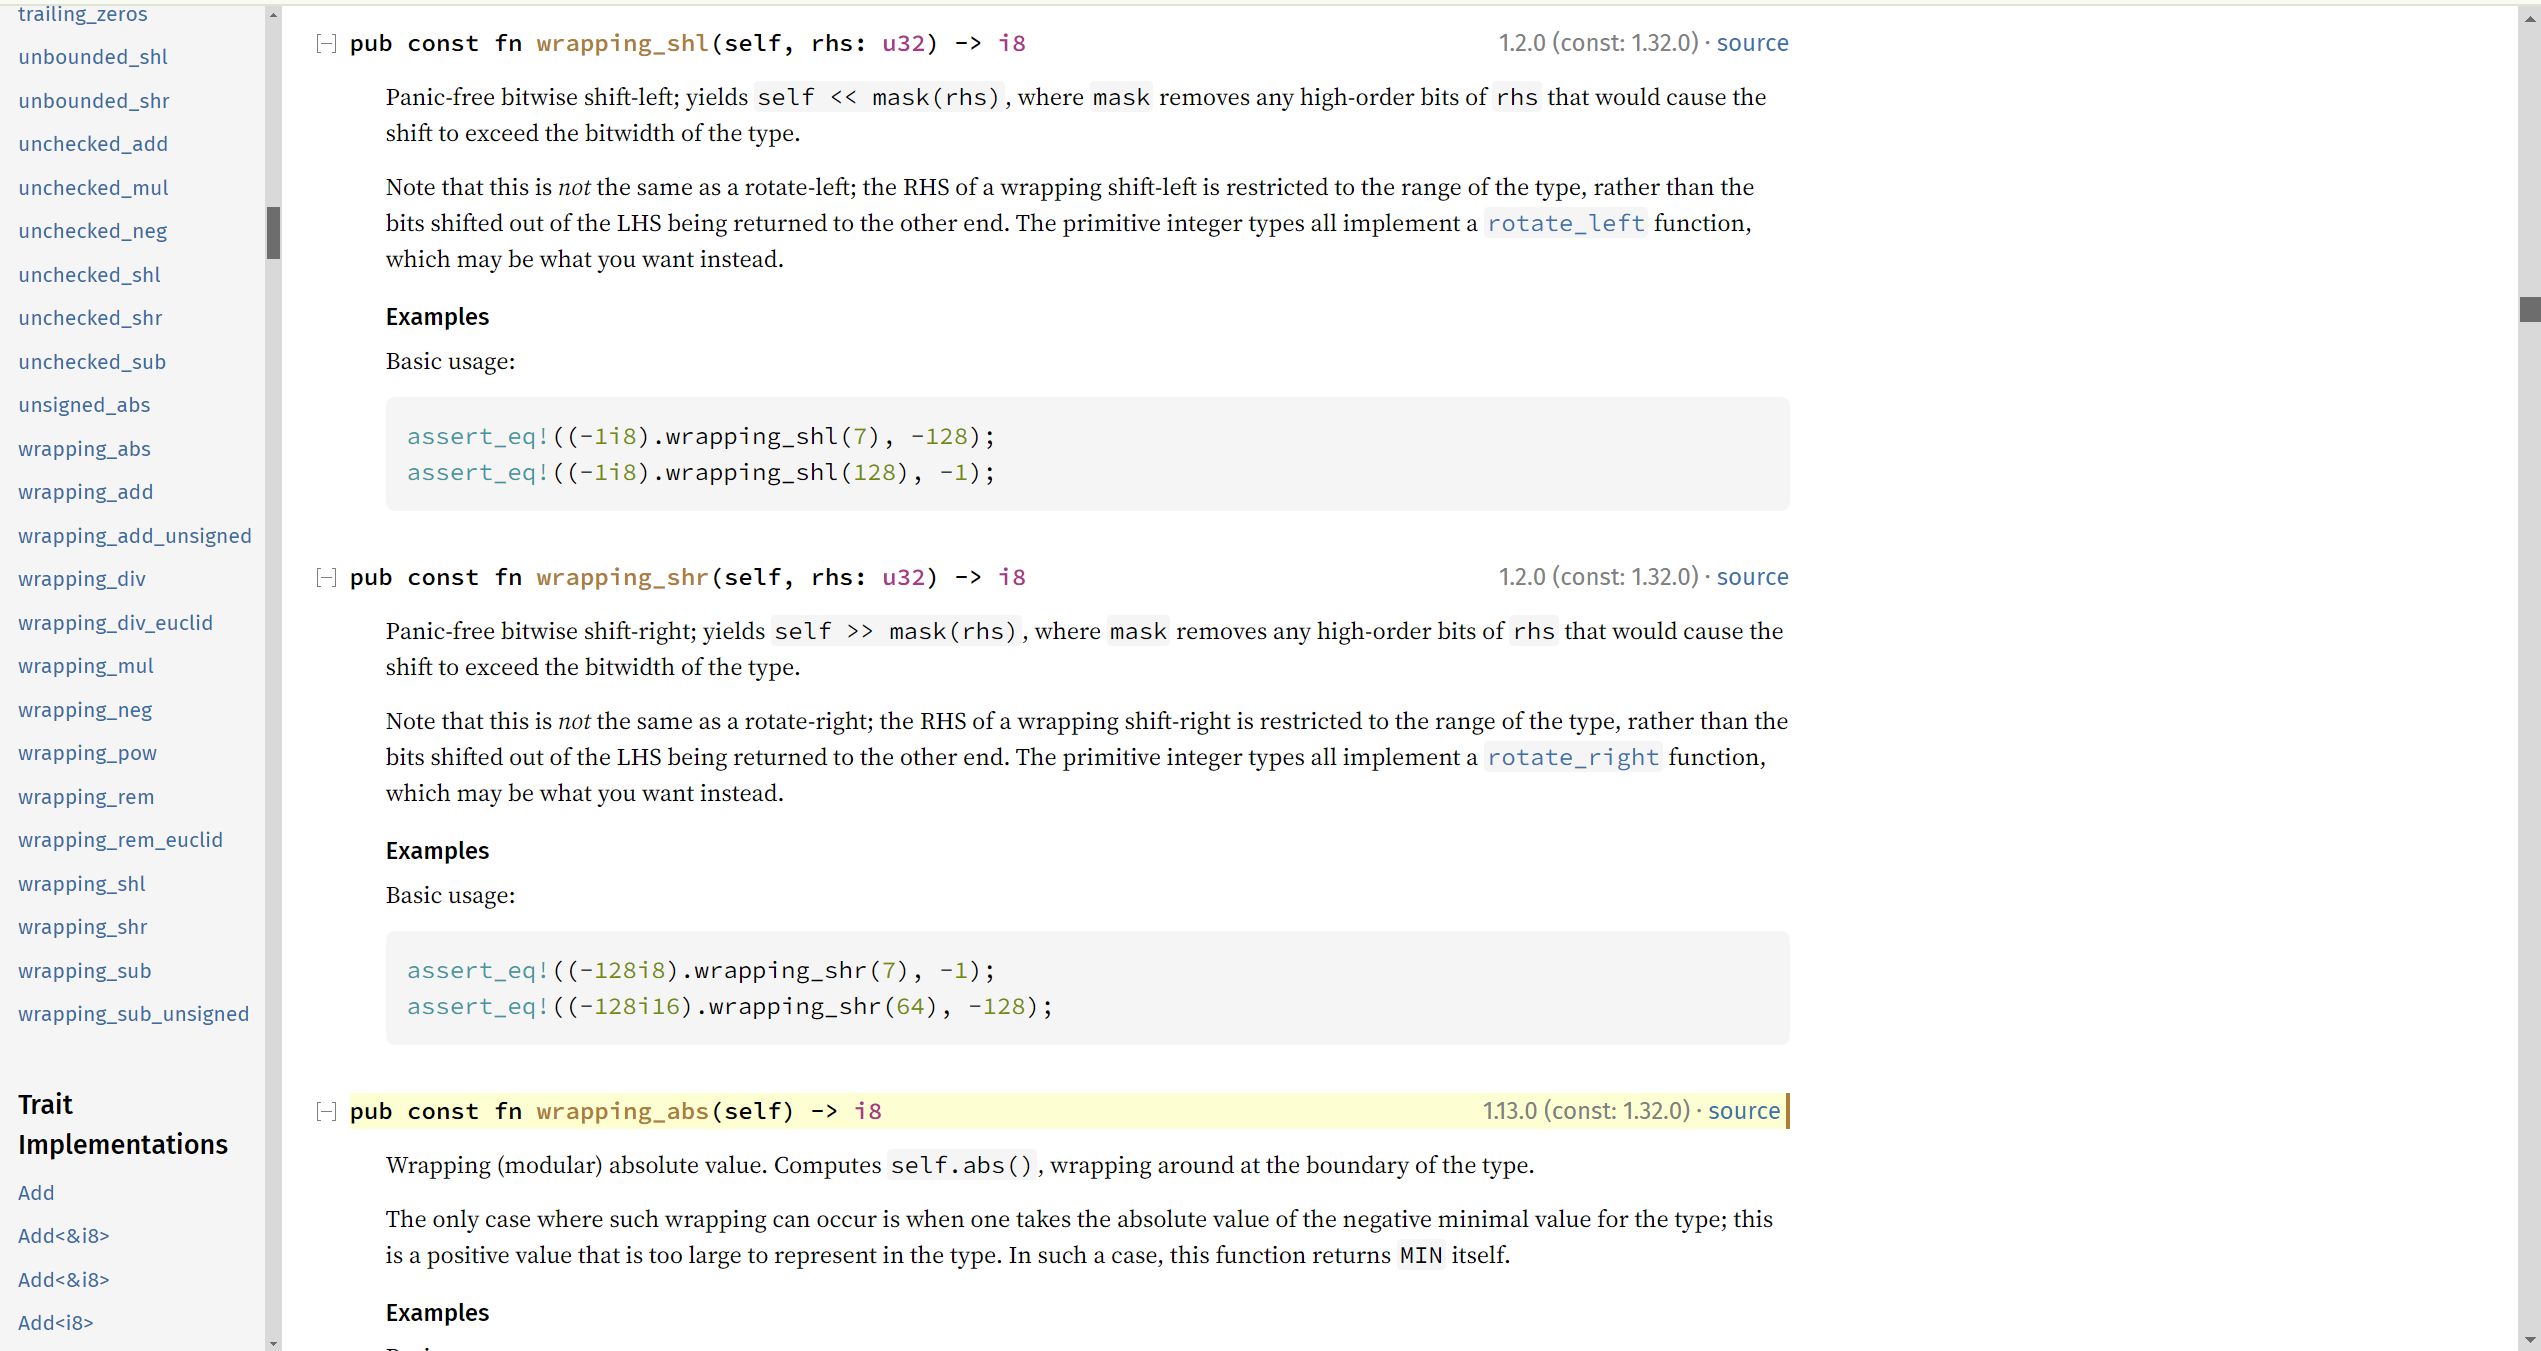 trailing_zeros
unbounded_shl
unbounded_shr
unchecked_add
unchecked_mul
unchecked_neg
unchecked_shl
unchecked_shr
unchecked_sub
unsigned_abs
wrapping_abs
wrapping_add
wrapping_add_unsigned
wrapping_div
wrapping_div_euclid
wrapping_mul
wrapping_neg
wrapping_pow
wrapping_rem
wrapping_rem_euclid
wrapping_shl
wrapping_shr
wrapping_sub
wrapping_sub_unsigned
Trait
Implementations
Add
Add<&i8>
Add<&i8>
Add<i8>
[−] pub const fn wrapping_shl(self, rhs: u32) -> i8 1.2.0 (const: 1.32.0) · source
Panic-free bitwise shift-left; yields self << mask(rhs), where mask removes any high-order bits of rhs that would cause the
shift to exceed the bitwidth of the type.
Note that this is not the same as a rotate-left; the RHS of a wrapping shift-left is restricted to the range of the type, rather than the
bits shifted out of the LHS being returned to the other end. The primitive integer types all implement a rotate_left function,
which may be what you want instead.
Examples
Basic usage:
assert_eq!((-1i8).wrapping_shl(7), -128);
assert_eq!((-1i8).wrapping_shl(128), -1);
[−] pub const fn wrapping_shr(self, rhs: u32) -> i8 1.2.0 (const: 1.32.0) · source
Panic-free bitwise shift-right; yields self >> mask(rhs), where mask removes any high-order bits of rhs that would cause the
shift to exceed the bitwidth of the type.
Note that this is not the same as a rotate-right; the RHS of a wrapping shift-right is restricted to the range of the type, rather than the
bits shifted out of the LHS being returned to the other end. The primitive integer types all implement a rotate_right function,
which may be what you want instead.
Examples
Basic usage:
assert_eq!((-128i8).wrapping_shr(7), -1);
assert_eq!((-128i16).wrapping_shr(64), -128);
[−] pub const fn wrapping_abs(self) -> i8 1.13.0 (const: 1.32.0) · source
Wrapping (modular) absolute value. Computes self.abs(), wrapping around at the boundary of the type.
The only case where such wrapping can occur is when one takes the absolute value of the negative minimal value for the type; this
is a positive value that is too large to represent in the type. In such a case, this function returns MIN itself.
Examples